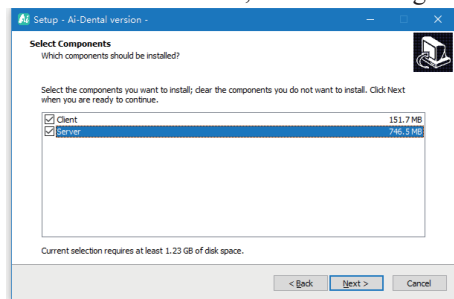 Ai Setup - Ai-Dental version -
Select Components
Which components should be installed?
Select the components you want to install; clear the components you do not want to install. Click Next
when you are ready to continue.
Client 151.7 MB
Server 746.5 MB
Current selection requires at least 1.23 GB of disk space.
< Back Next > Cancel